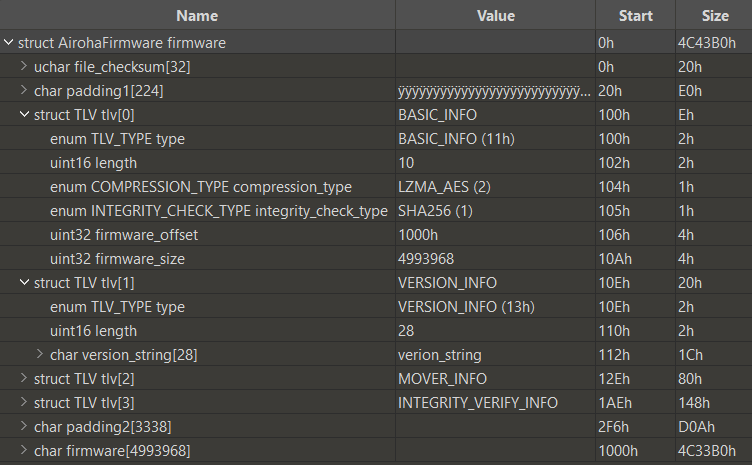 Name Value Start Size
struct AirohaFirmware firmware 0h 4C43B0h
uchar file_checksum[32] 0h 20h
char padding1[224] ÿÿÿÿÿÿÿÿÿÿÿÿÿÿÿÿÿÿÿÿÿÿÿÿÿÿ... 20h E0h
struct TLV tlv[0] BASIC_INFO 100h Eh
enum TLV_TYPE type BASIC_INFO (11h) 100h 2h
uint16 length 10 102h 2h
enum COMPRESSION_TYPE compression_type LZMA_AES (2) 104h 1h
enum INTEGRITY_CHECK_TYPE integrity_check_type SHA256 (1) 105h 1h
uint32 firmware_offset 1000h 106h 4h
uint32 firmware_size 4993968 10Ah 4h
struct TLV tlv[1] VERSION_INFO 10Eh 20h
enum TLV_TYPE type VERSION_INFO (13h) 10Eh 2h
uint16 length 28 110h 2h
char version_string[28] verion_string 112h 1Ch
struct TLV tlv[2] MOVER_INFO 12Eh 80h
struct TLV tlv[3] INTEGRITY_VERIFY_INFO 1AEh 148h
char padding2[3338] 2F6h D0Ah
char firmware[4993968] 1000h 4C33B0h